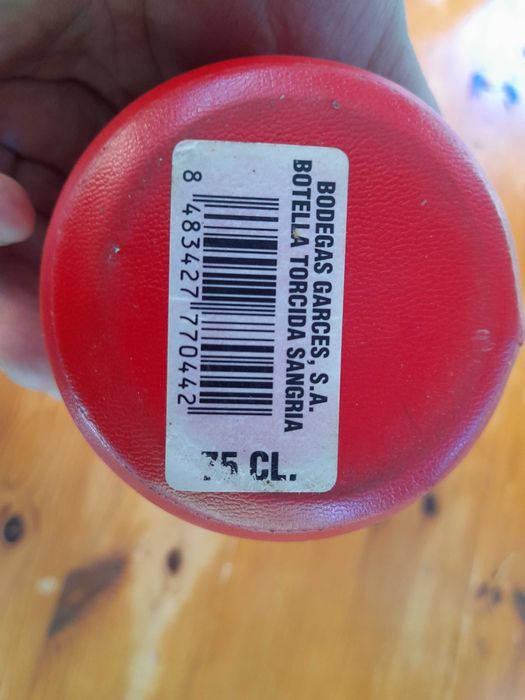 BODEGAS GARCES, S.A.
BOTELLA TORCIDA SANGRIA
8 483427 770442
75 CL.